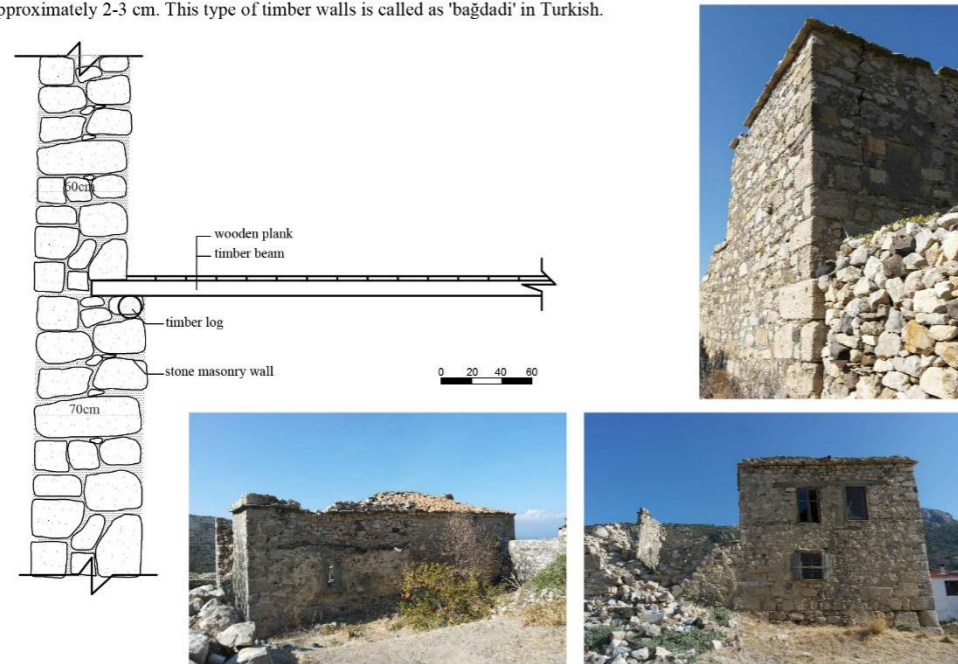 pproximately 2-3 cm. This type of timber walls is called as 'bağdadi' in Turkish.
60cm
wooden plank
timber beam
timber log
stone masonry wall
0 20 40 60
70cm